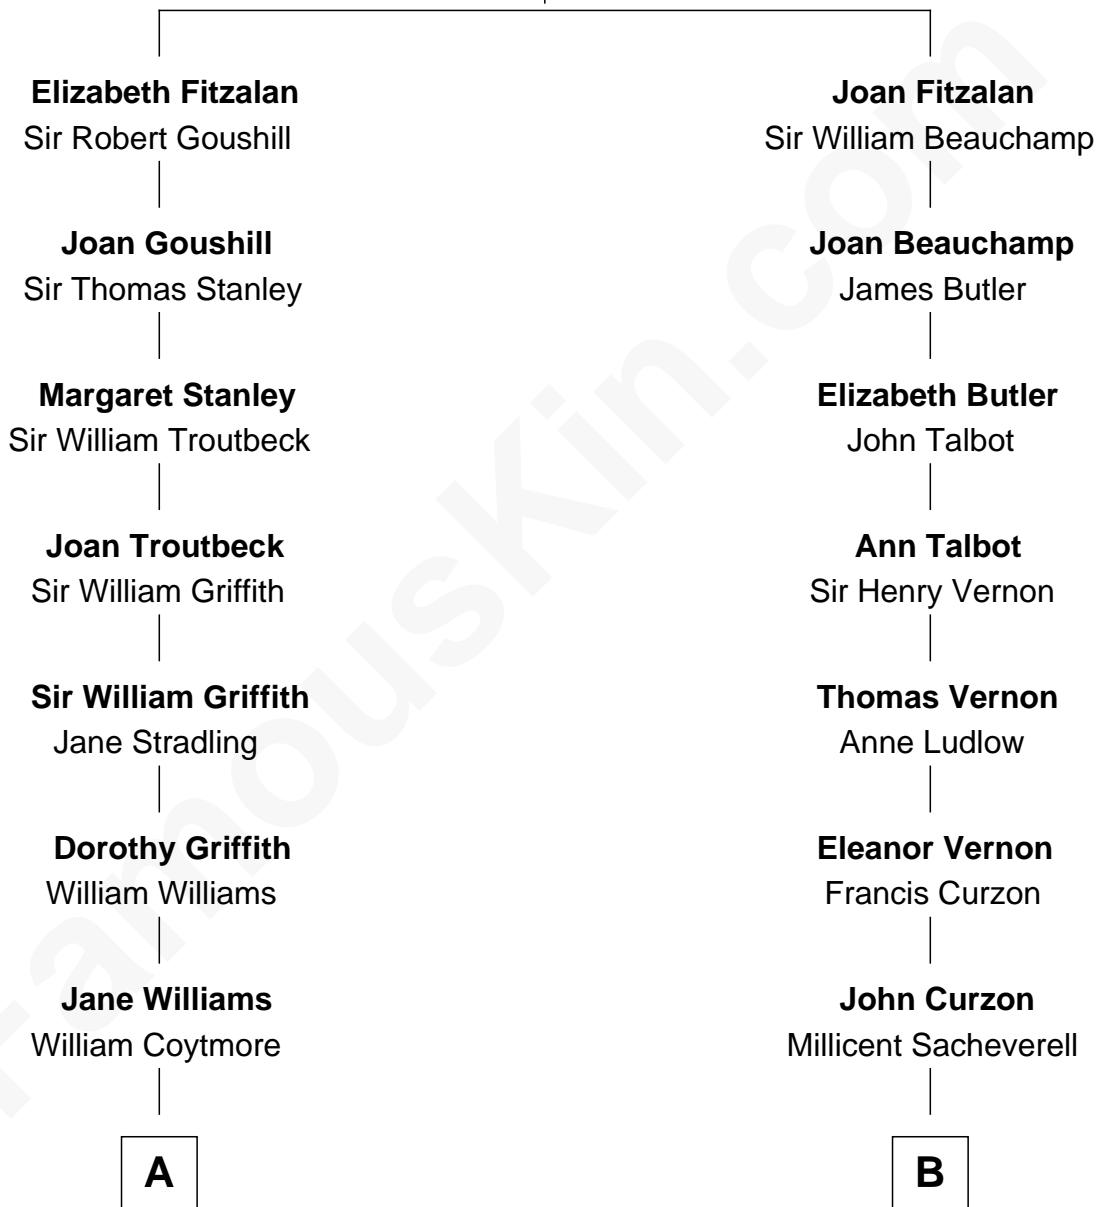 Elizabeth Fitzalan
Sir Robert Goushill
Joan Goushill
Sir Thomas Stanley
Margaret Stanley
Sir William Troutbeck
Joan Troutbeck
Sir William Griffith
Sir William Griffith
Jane Stradling
Dorothy Griffith
William Williams
Jane Williams
William Coytmore
A
Joan Fitzalan
Sir William Beauchamp
Joan Beauchamp
James Butler
Elizabeth Butler
John Talbot
Ann Talbot
Sir Henry Vernon
Thomas Vernon
Anne Ludlow
Eleanor Vernon
Francis Curzon
John Curzon
Millicent Sacheverell
B
FamousKin.com